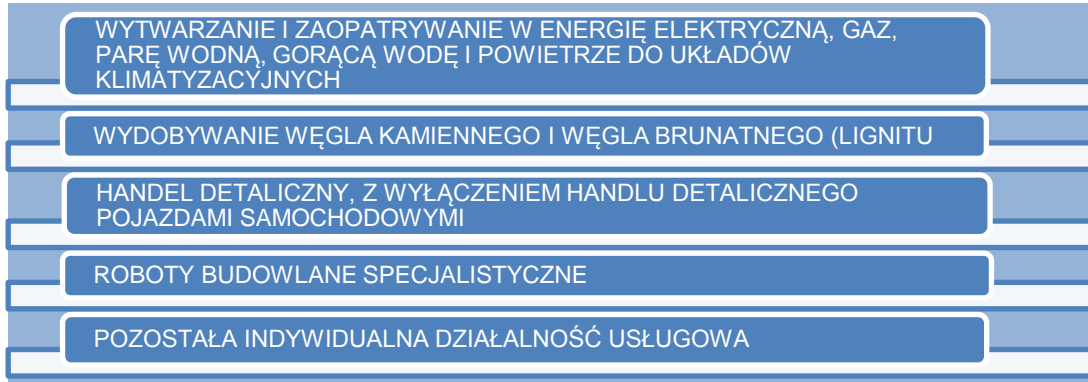 WYTWARZANIE I ZAOPATRYWANIE W ENERGIĘ ELEKTRYCZNĄ, GAZ,
PARĘ WODNĄ, GORĄCĄ WODĘ I POWIETRZE DO UKŁADÓW
KLIMATYZACYJNYCH
WYDOBYWANIE WĘGLA KAMIENNEGO I WĘGLA BRUNATNEGO (LIGNITU
HANDEL DETALICZNY, Z WYŁĄCZENIEM HANDLU DETALICZNEGO
POJAZDAMI SAMOCHODOWYMI
ROBOTY BUDOWLANE SPECJALISTYCZNE
POZOSTAŁA INDYWIDUALNA DZIAŁALNOŚĆ USŁUGOWA